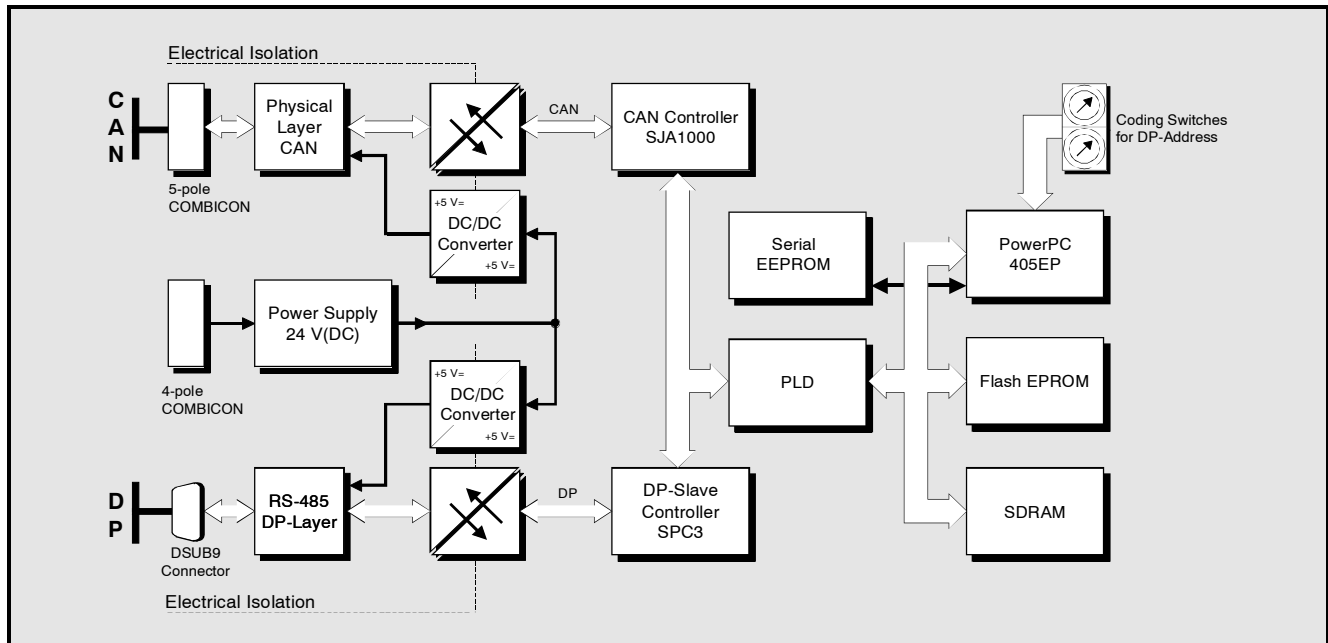 Electrical Isolation
C
A
N
5-pole
COMBICON
Physical
Layer
CAN
CAN
CAN Controller
SJA1000
Coding Switches
for DP-Address
+5 V=
DC/DC
Converter
+5 V=
Serial
EEPROM
PowerPC
405EP
4-pole
COMBICON
Power Supply
24 V(DC)
+5 V=
DC/DC
Converter
+5 V=
PLD
Flash EPROM
D
P
DSUB9
Connector
RS-485
DP-Layer
DP
DP-Slave
Controller
SPC3
SDRAM
Electrical Isolation